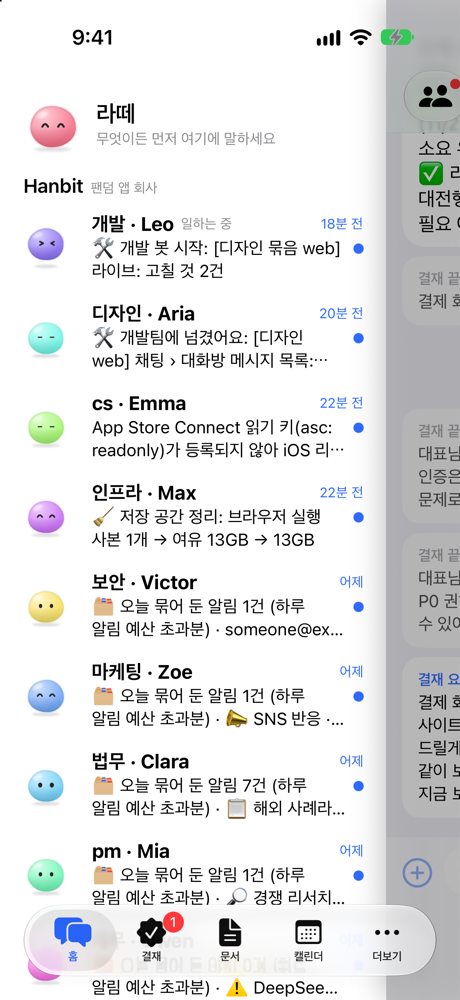 9:41
라떼
무엇이든 먼저 여기에 말하세요
Hanbit 팬덤 앱 회사
개발 · Leo 일하는 중 18분 전
🛠️ 개발 봇 시작: [디자인 묶음 web]
라이브: 고칠 것 2건
디자인 · Aria 20분 전
🛠️ 개발팀에 넘겼어요: [디자인
web] 채팅 › 대화방 메시지 목록:…
cs · Emma 22분 전
App Store Connect 읽기 키(asc:
readonly)가 등록되지 않아 iOS 리…
인프라 · Max 22분 전
🧹 저장 공간 정리: 브라우저 실행
사본 1개 → 여유 13GB → 13GB
보안 · Victor 어제
🗂️ 오늘 묶어 둔 알림 1건 (하루
알림 예산 초과분) · someone@ex...
마케팅 · Zoe 어제
🗂️ 오늘 묶어 둔 알림 1건 (하루
알림 예산 초과분) · 📣 SNS 반응 ·...
법무 · Clara 어제
🗂️ 오늘 묶어 둔 알림 7건 (하루
알림 예산 초과분) · 📋 해외 사례라...
pm · Mia 어제
🗂️ 오늘 묶어 둔 알림 1건 (하루
알림 예산 초과분) · 🔎 경쟁 리서치...
알림 예산 초과분) · ⚠️ DeepSee...
소요
✅
대전
필요
결재 끝
결제
결재 끝
대표님
인증은
문제로
결재 끝
대표님
P0
수 있
결재 요
결제
사이트
드릴게
같이
지금
홈
결재
1
문서
캘린더
더보기